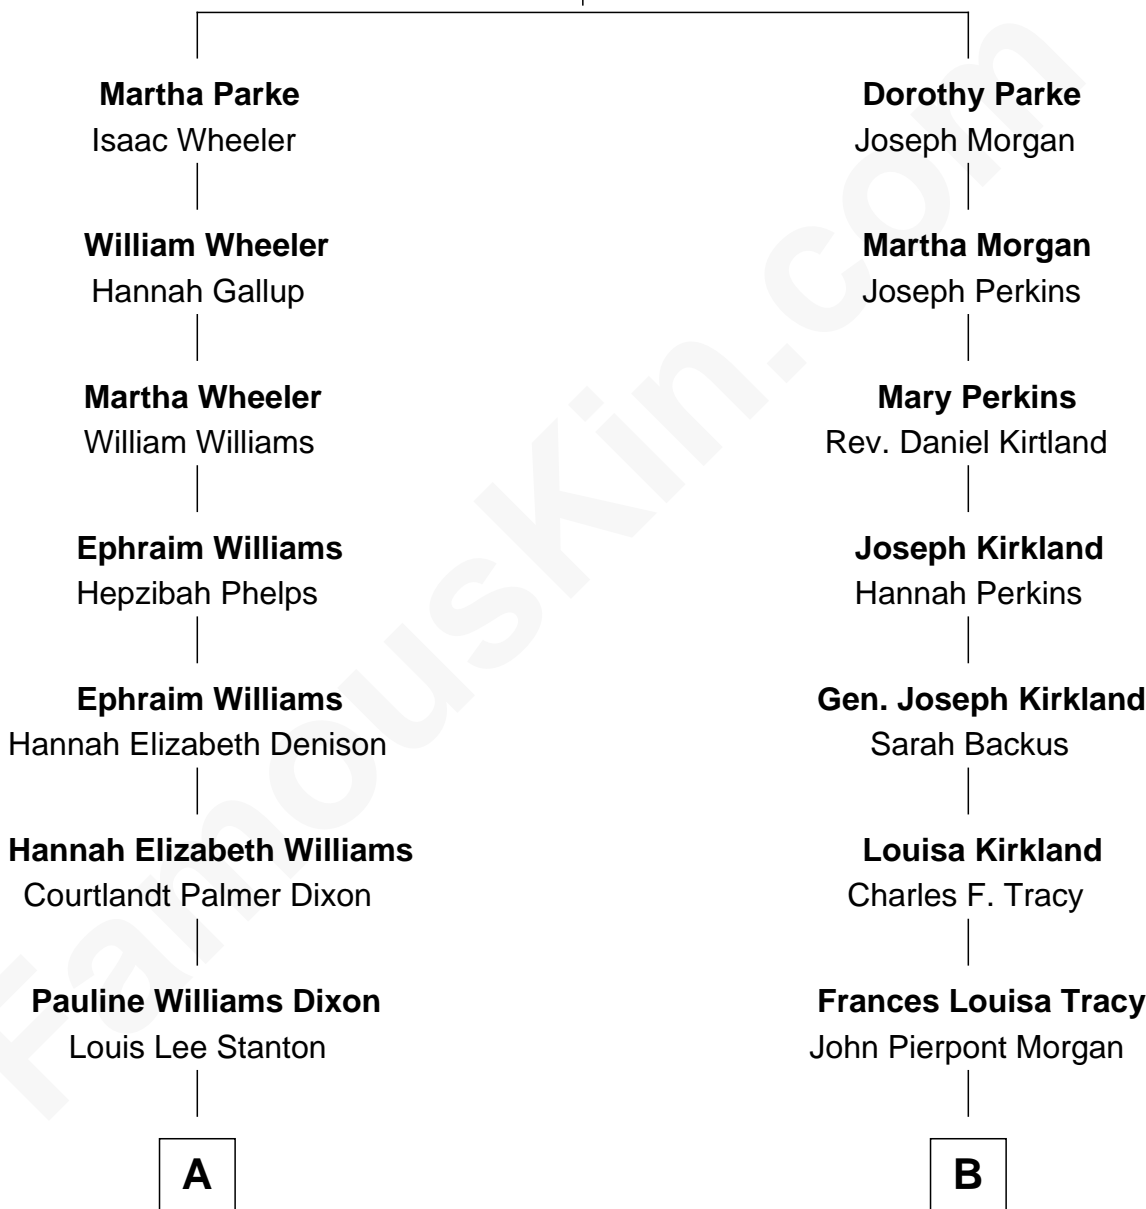 Martha Parke
Isaac Wheeler
William Wheeler
Hannah Gallup
Martha Wheeler
William Williams
Ephraim Williams
Hepzibah Phelps
Ephraim Williams
Hannah Elizabeth Denison
Hannah Elizabeth Williams
Courtlandt Palmer Dixon
Pauline Williams Dixon
Louis Lee Stanton
A
Dorothy Parke
Joseph Morgan
Martha Morgan
Joseph Perkins
Mary Perkins
Rev. Daniel Kirtland
Joseph Kirkland
Hannah Perkins
Gen. Joseph Kirkland
Sarah Backus
Louisa Kirkland
Charles F. Tracy
Frances Louisa Tracy
John Pierpont Morgan
B
FamousKin.com